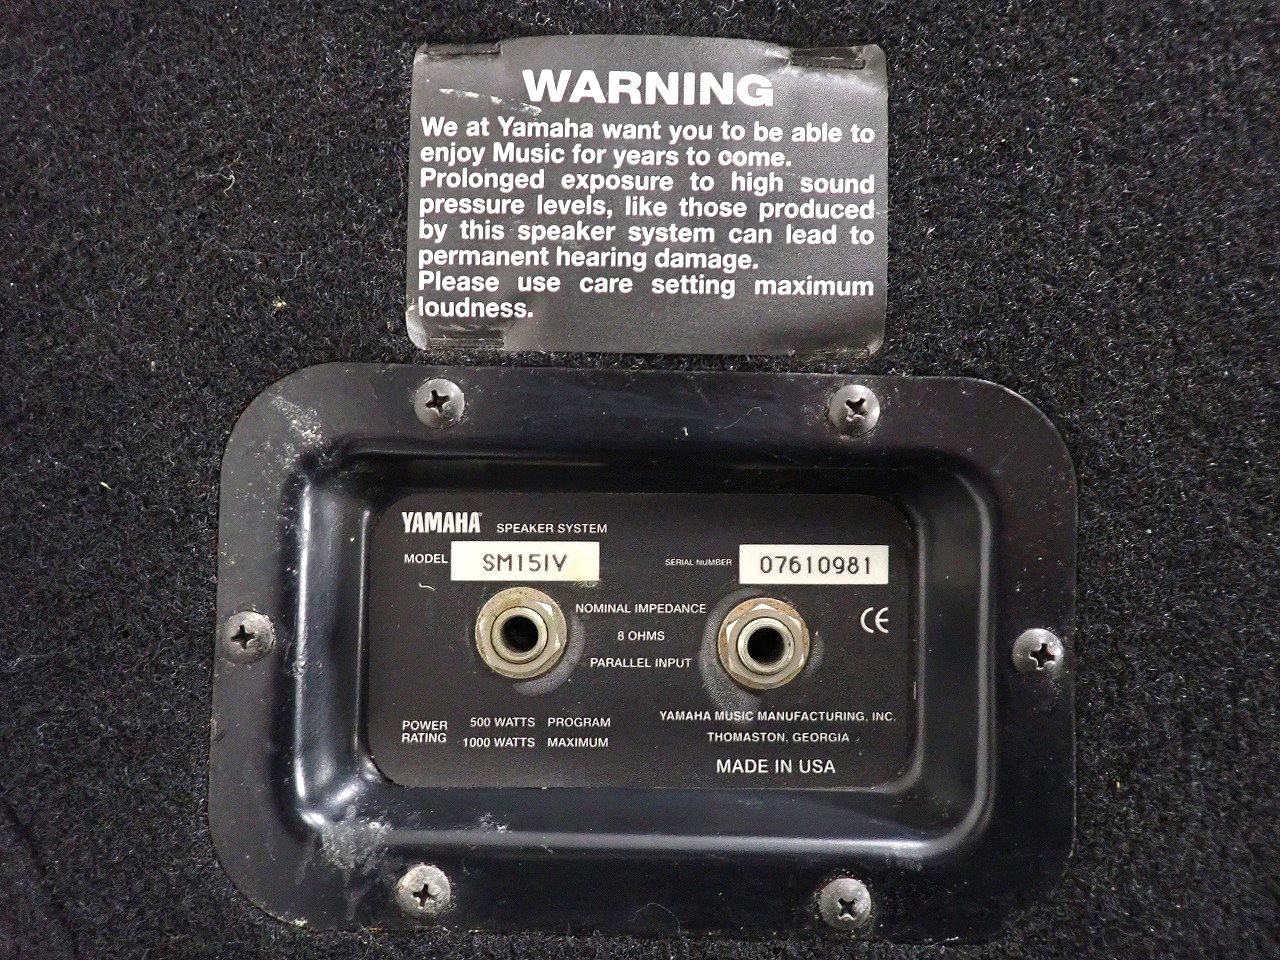 WARNING
We at Yamaha want you to be able to
enjoy Music for years to come.
Prolonged exposure to high sound
pressure levels, like those produced
by this speaker system can lead to
permanent hearing damage.
Please use care setting maximum
loudness.
YAMAHA® SPEAKER SYSTEM
MODEL SM15IV SERIAL NUMBER 07610981
NOMINAL IMPEDANCE
8 OHMS
PARALLEL INPUT
CE
POWER RATING
500 WATTS PROGRAM
1000 WATTS MAXIMUM
YAMAHA MUSIC MANUFACTURING, INC.
THOMASTON, GEORGIA
MADE IN USA